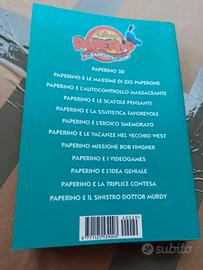 PAPERINO
PAPERINO 3D
PAPERINO E LE MASSIME DI ZIO PAPERONE
PAPERINO E L'AUTOCONTROLLO MASSACRANTE
PAPERINO E LE SCATOLE PENSANTI
PAPERINO E LA STATISTICA FAVOREVOLE
PAPERINO E L'EROICO SMEMORATO
PAPERINO E LE VACANZE NEL VECCHIO WEST
PAPERINO MISSIONE BOB FINGHER
PAPERINO E I VIDEOGAMES
PAPERINO E L'IDEA GENIALE
PAPERINO E LA TRIPLICE CONTESA
PAPERINO E IL SINISTRO DOTTOR MURDY
subito